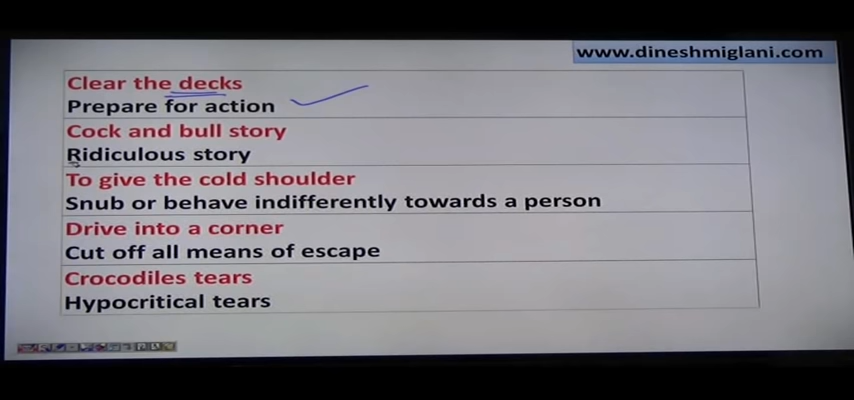 www.dineshmiglani.com
Clear the decks
Prepare for action
Cock and bull story
Ridiculous story
To give the cold shoulder
Snub or behave indifferently towards a person
Drive into a corner
Cut off all means of escape
Crocodiles tears
Hypocritical tears